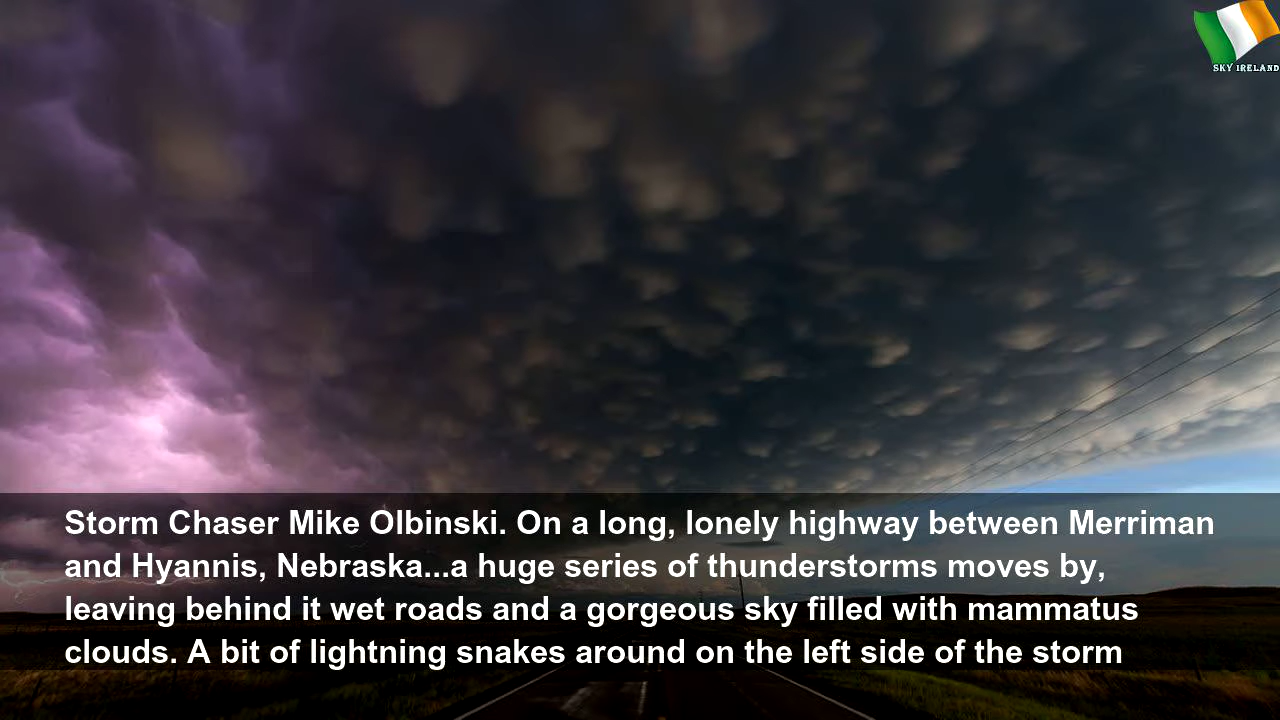 SKY IRELAND
Storm Chaser Mike Olbinski. On a long, lonely highway between Merriman
and Hyannis, Nebraska...a huge series of thunderstorms moves by,
leaving behind it wet roads and a gorgeous sky filled with mammatus
clouds. A bit of lightning snakes around on the left side of the storm